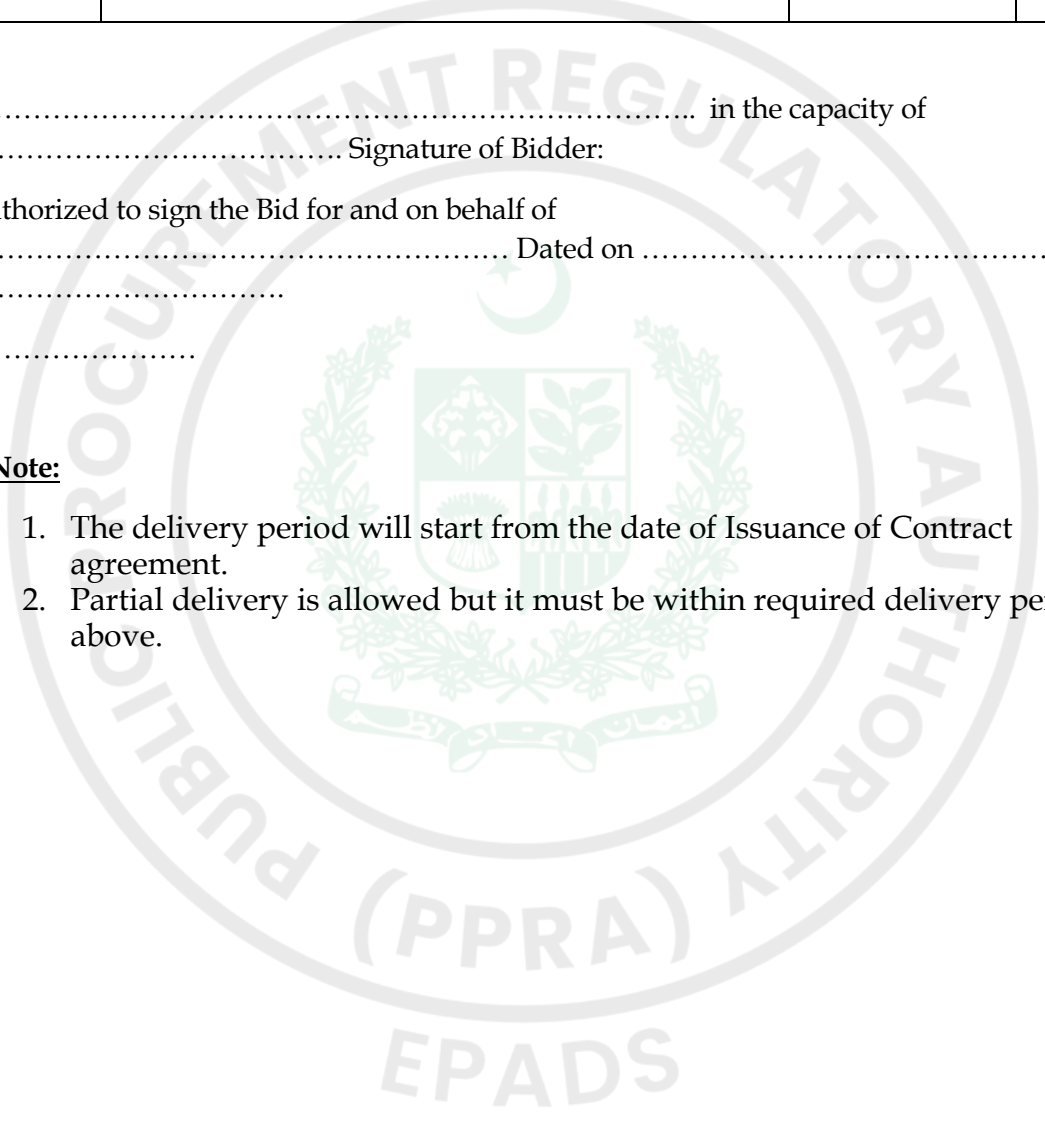 ………………………………………………………………….. in the capacity of
……………………………………. Signature of Bidder:
to sign the Bid for and on behalf of
……………………………………………………… Dated on ………………………………………
…………………………….
…………………
Note:
1. The delivery period will start from the date of Issuance of Contract
agreement.
2. Partial delivery is allowed but it must be within required delivery
above.
PUBLIC PROCUREMENT REGULATORY AUTHORITY
(PPRA)
EPADS